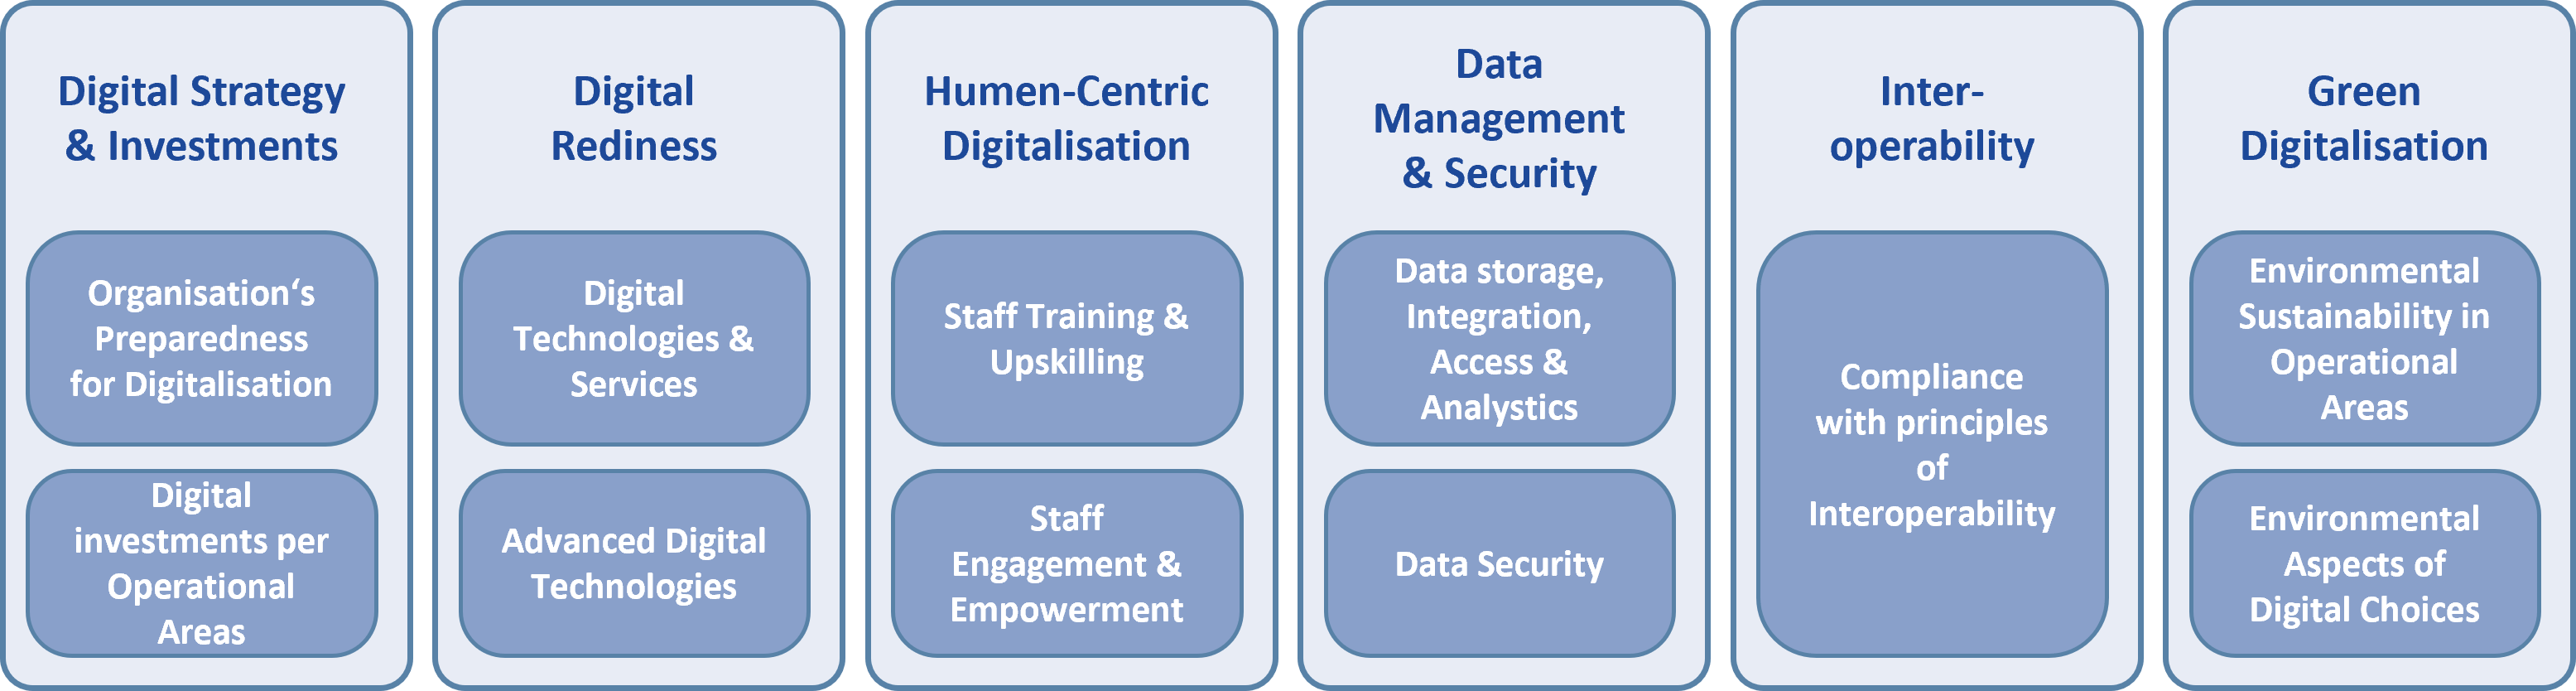 Digital Strategy
& Investments
Organisation‘s
Preparedness
for Digitalisation
Digital
investments per
Operational
Areas
Digital
Rediness
Digital
Technologies &
Services
Advanced Digital
Technologies
Humen-Centric
Digitalisation
Staff Training &
Upskilling
Staff
Engagement &
Empowerment
Data
Management
& Security
Data storage,
Integration,
Access &
Analystics
Data Security
Inter-
operability
Compliance
with principles
of
Interoperability
Green
Digitalisation
Environmental
Sustainability in
Operational
Areas
Environmental
Aspects of
Digital Choices